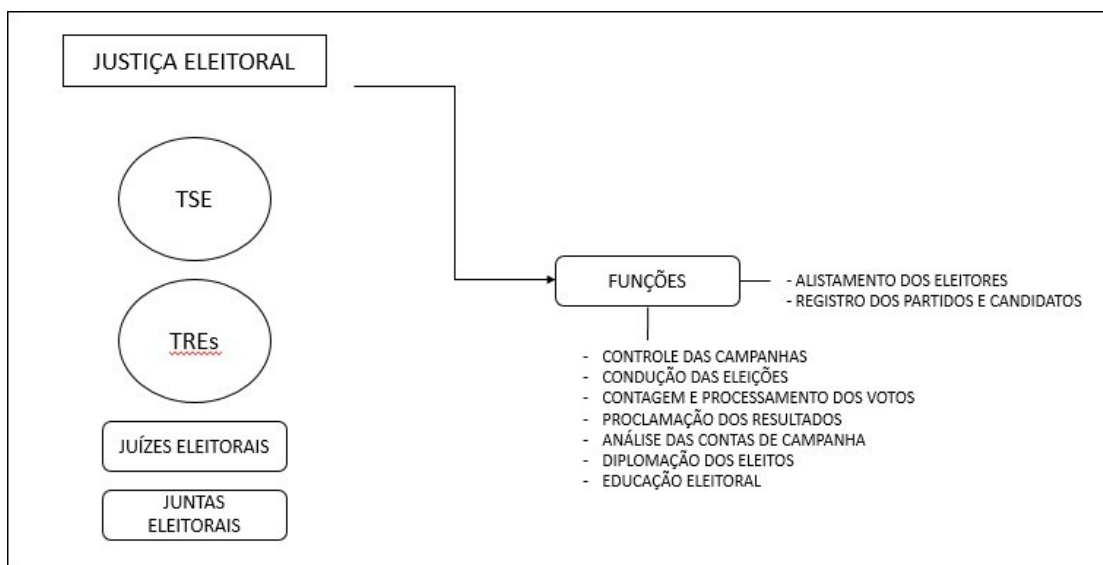 JUSTIÇA ELEITORAL
TSE
TREs
JUÍZES ELEITORAIS
JUNTAS
ELEITORAIS
FUNÇÕES
- ALISTAMENTO DOS ELEITORES
- REGISTRO DOS PARTIDOS E CANDIDATOS
- CONTROLE DAS CAMPANHAS
- CONDUÇÃO DAS ELEIÇÕES
- CONTAGEM E PROCESSAMENTO DOS VOTOS
- PROCLAMAÇÃO DOS RESULTADOS
- ANÁLISE DAS CONTAS DE CAMPANHA
- DIPLOMAÇÃO DOS ELEITOS
- EDUCAÇÃO ELEITORAL